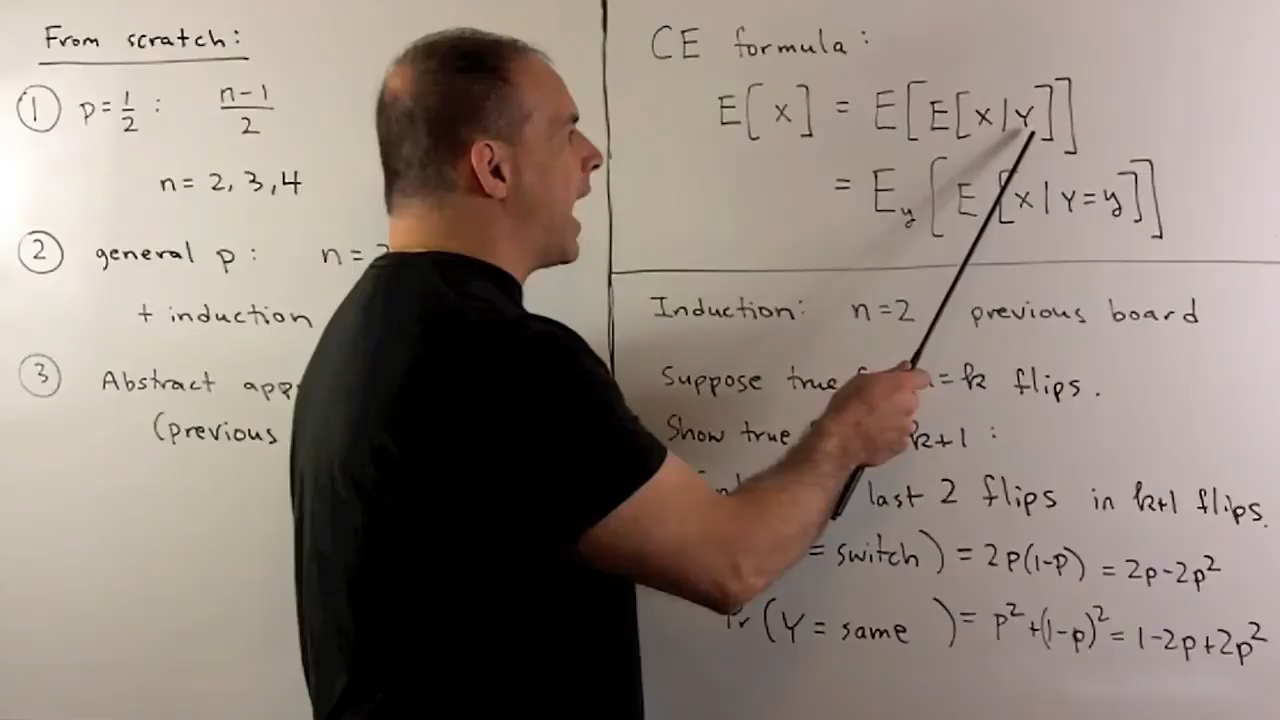 From scratch:
① p=1/2 : (n-1)/2
n=2,3,4
② general p: n=
+ induction
③ Abstract
(previous
CE formula:
E[X] = E[E[X|Y]]
= E_y[E[X|Y=y]]
Induction: n=2 previous board
Suppose true =k flips.
Show true k+1 :
last 2 flips in k+1 flips.
= switch) = 2p(1-p) = 2p-2p²
Pr(Y = same ) = p²+(1-p)² = 1-2p+2p²